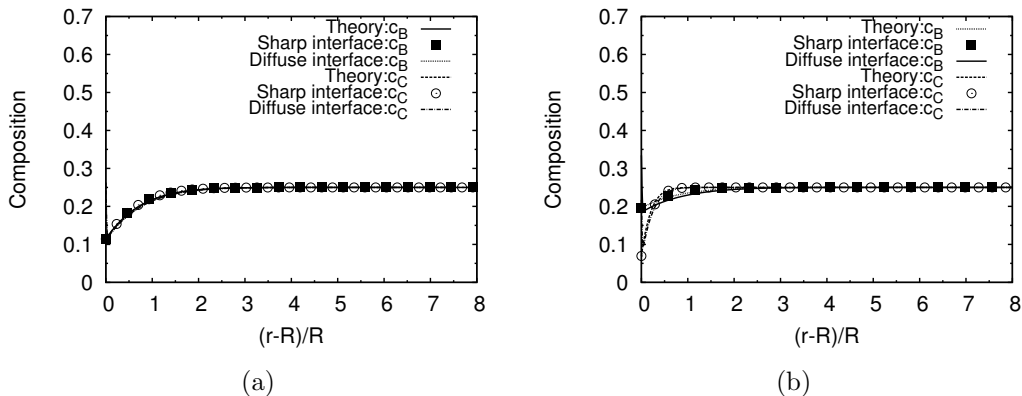 0.7
0.6
0.5
0.4
0.3
0.2
0.1
0
Composition
Theory:c_B
Sharp interface:c_B
Diffuse interface:c_B
Theory:c_C
Sharp interface:c_C
Diffuse interface:c_C
0 1 2 3 4 5 6 7 8
(r-R)/R
(a)
0.7
0.6
0.5
0.4
0.3
0.2
0.1
0
Composition
Theory:c_B
Sharp interface:c_B
Diffuse interface:c_B
Theory:c_C
Sharp interface:c_C
Diffuse interface:c_C
0 1 2 3 4 5 6 7 8
(r-R)/R
(b)